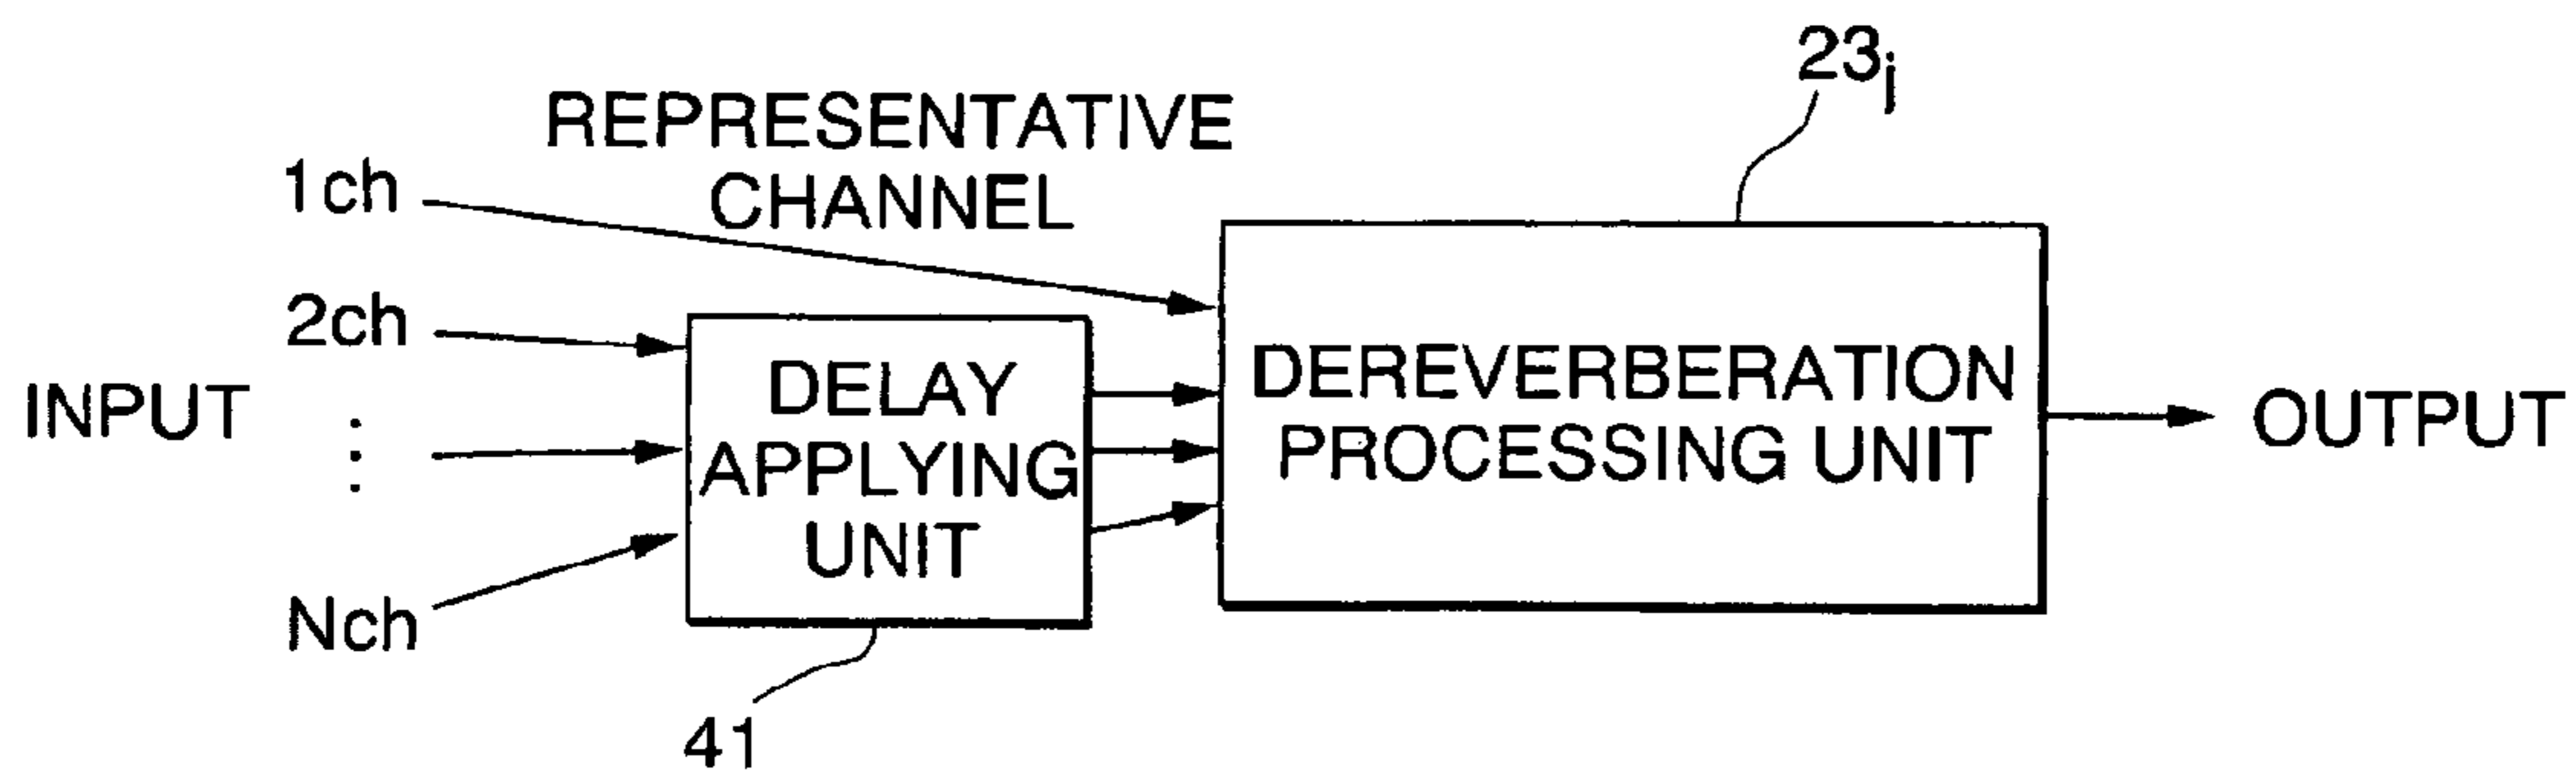 23j
REPRESENTATIVE
CHANNEL
1ch
2ch
INPUT
⋮
Nch
DELAY
APPLYING
UNIT
41
DEREVERBERATION
PROCESSING UNIT
OUTPUT